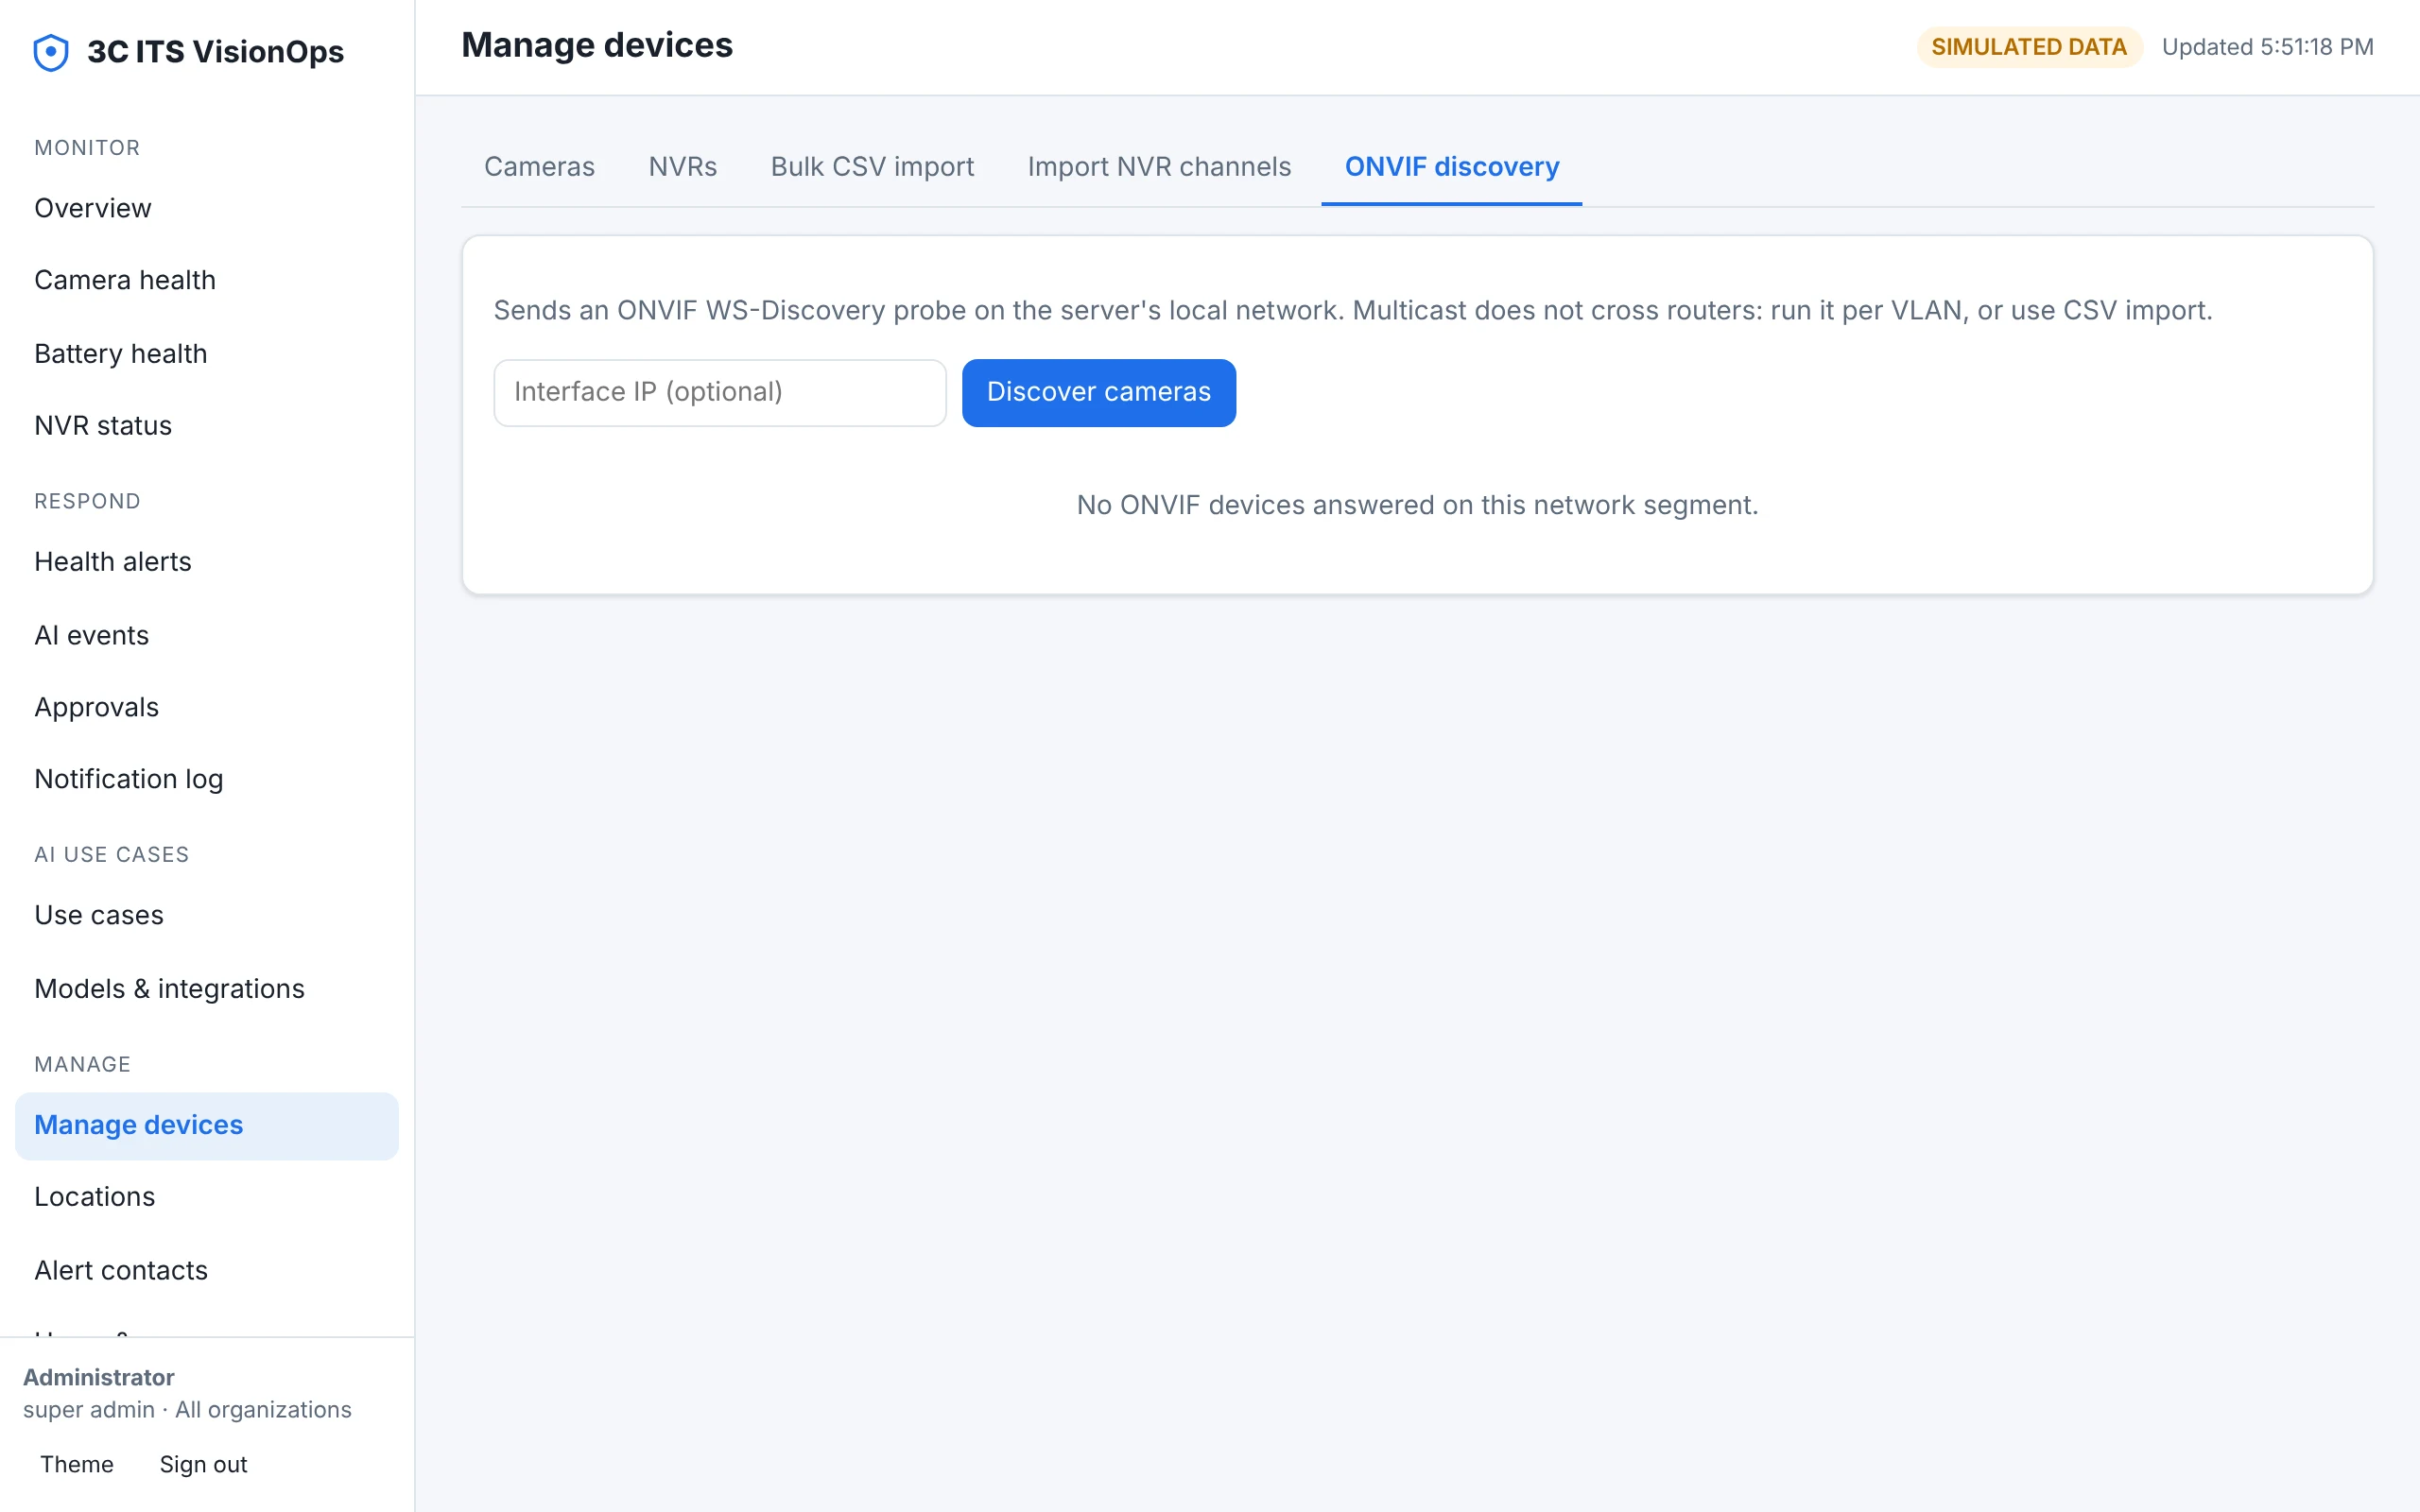 3C ITS VisionOps
MONITOR
Overview
Camera health
Battery health
NVR status
RESPOND
Health alerts
AI events
Approvals
Notification log
AI USE CASES
Use cases
Models & integrations
MANAGE
Manage devices
Locations
Alert contacts
Administrator
super admin · All organizations
Theme Sign out
Manage devices
SIMULATED DATA Updated 5:51:18 PM
Cameras NVRs Bulk CSV import Import NVR channels ONVIF discovery
Sends an ONVIF WS-Discovery probe on the server's local network. Multicast does not cross routers: run it per VLAN, or use CSV import.
Interface IP (optional) Discover cameras
No ONVIF devices answered on this network segment.